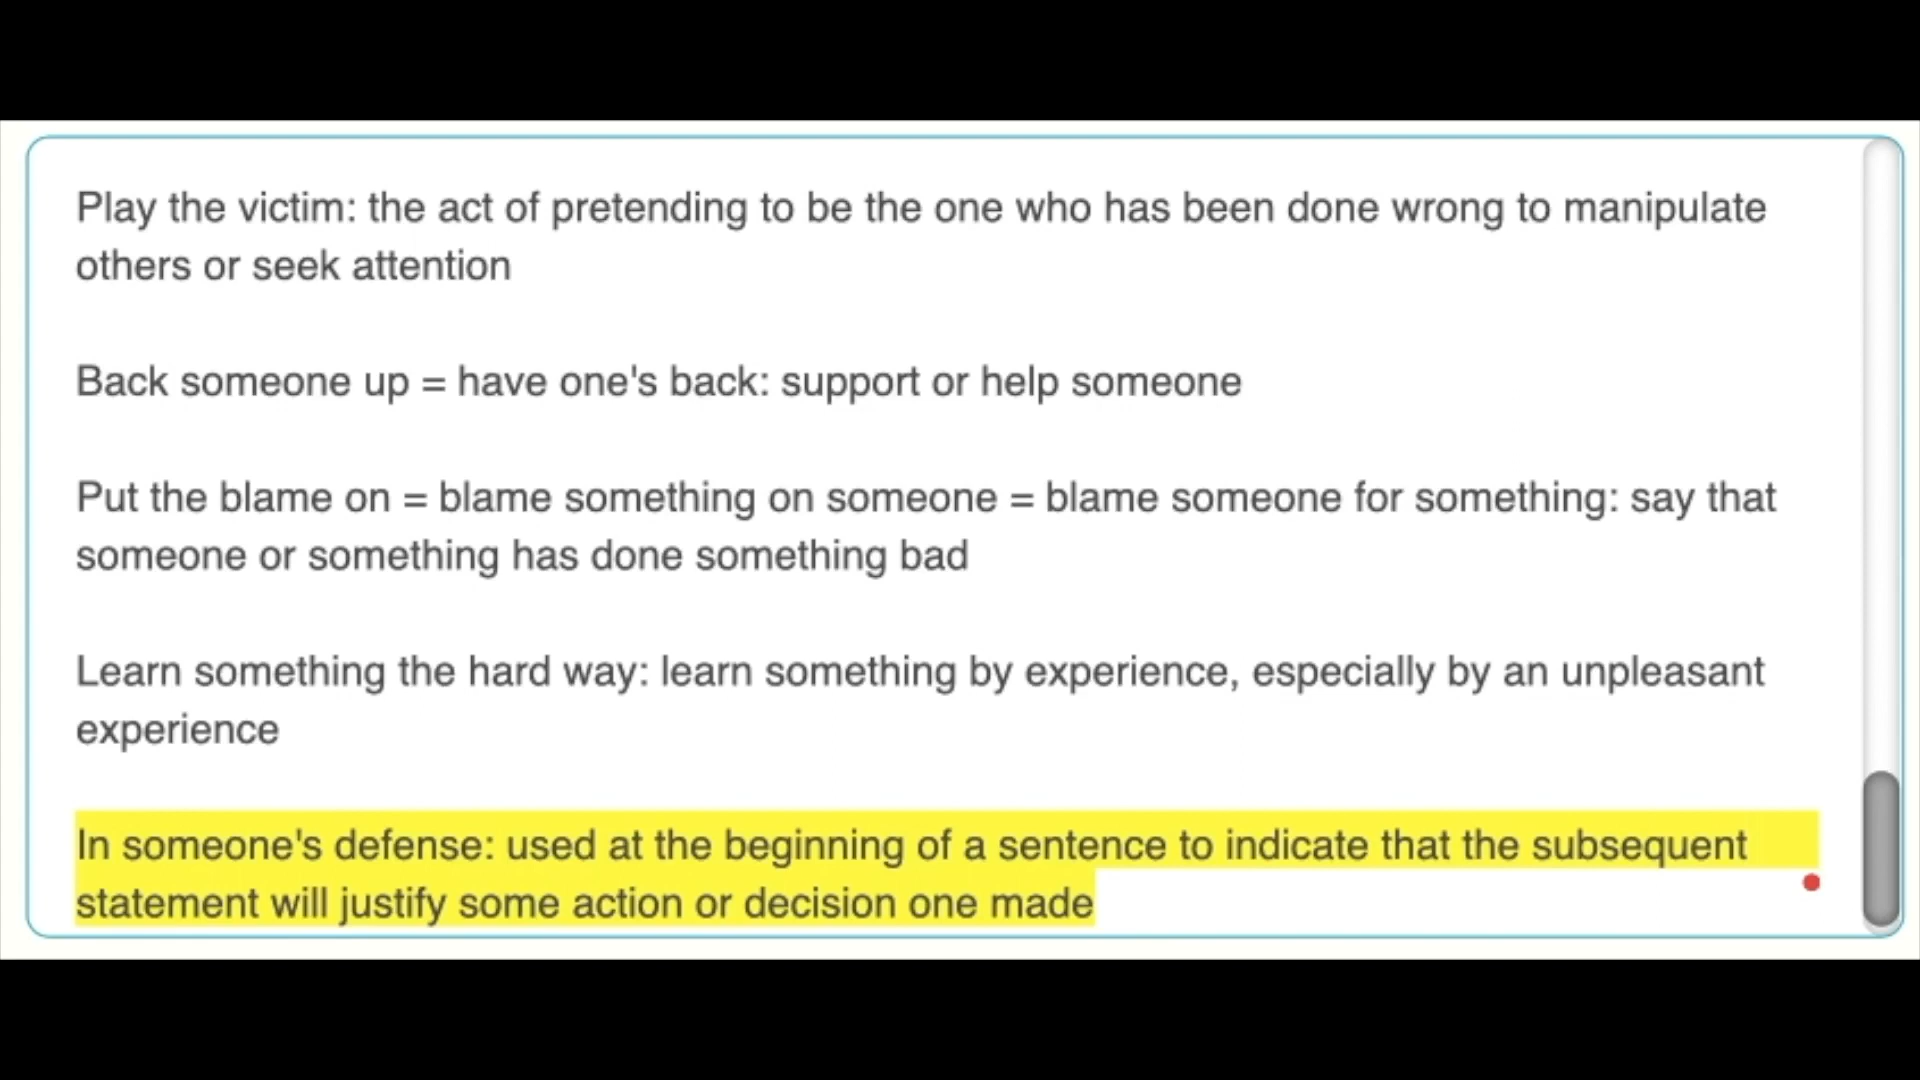 Play the victim: the act of pretending to be the one who has been done wrong to manipulate
others or seek attention
Back someone up = have one's back: support or help someone
Put the blame on = blame something on someone = blame someone for something: say that
someone or something has done something bad
Learn something the hard way: learn something by experience, especially by an unpleasant
experience
In someone's defense: used at the beginning of a sentence to indicate that the subsequent
statement will justify some action or decision one made